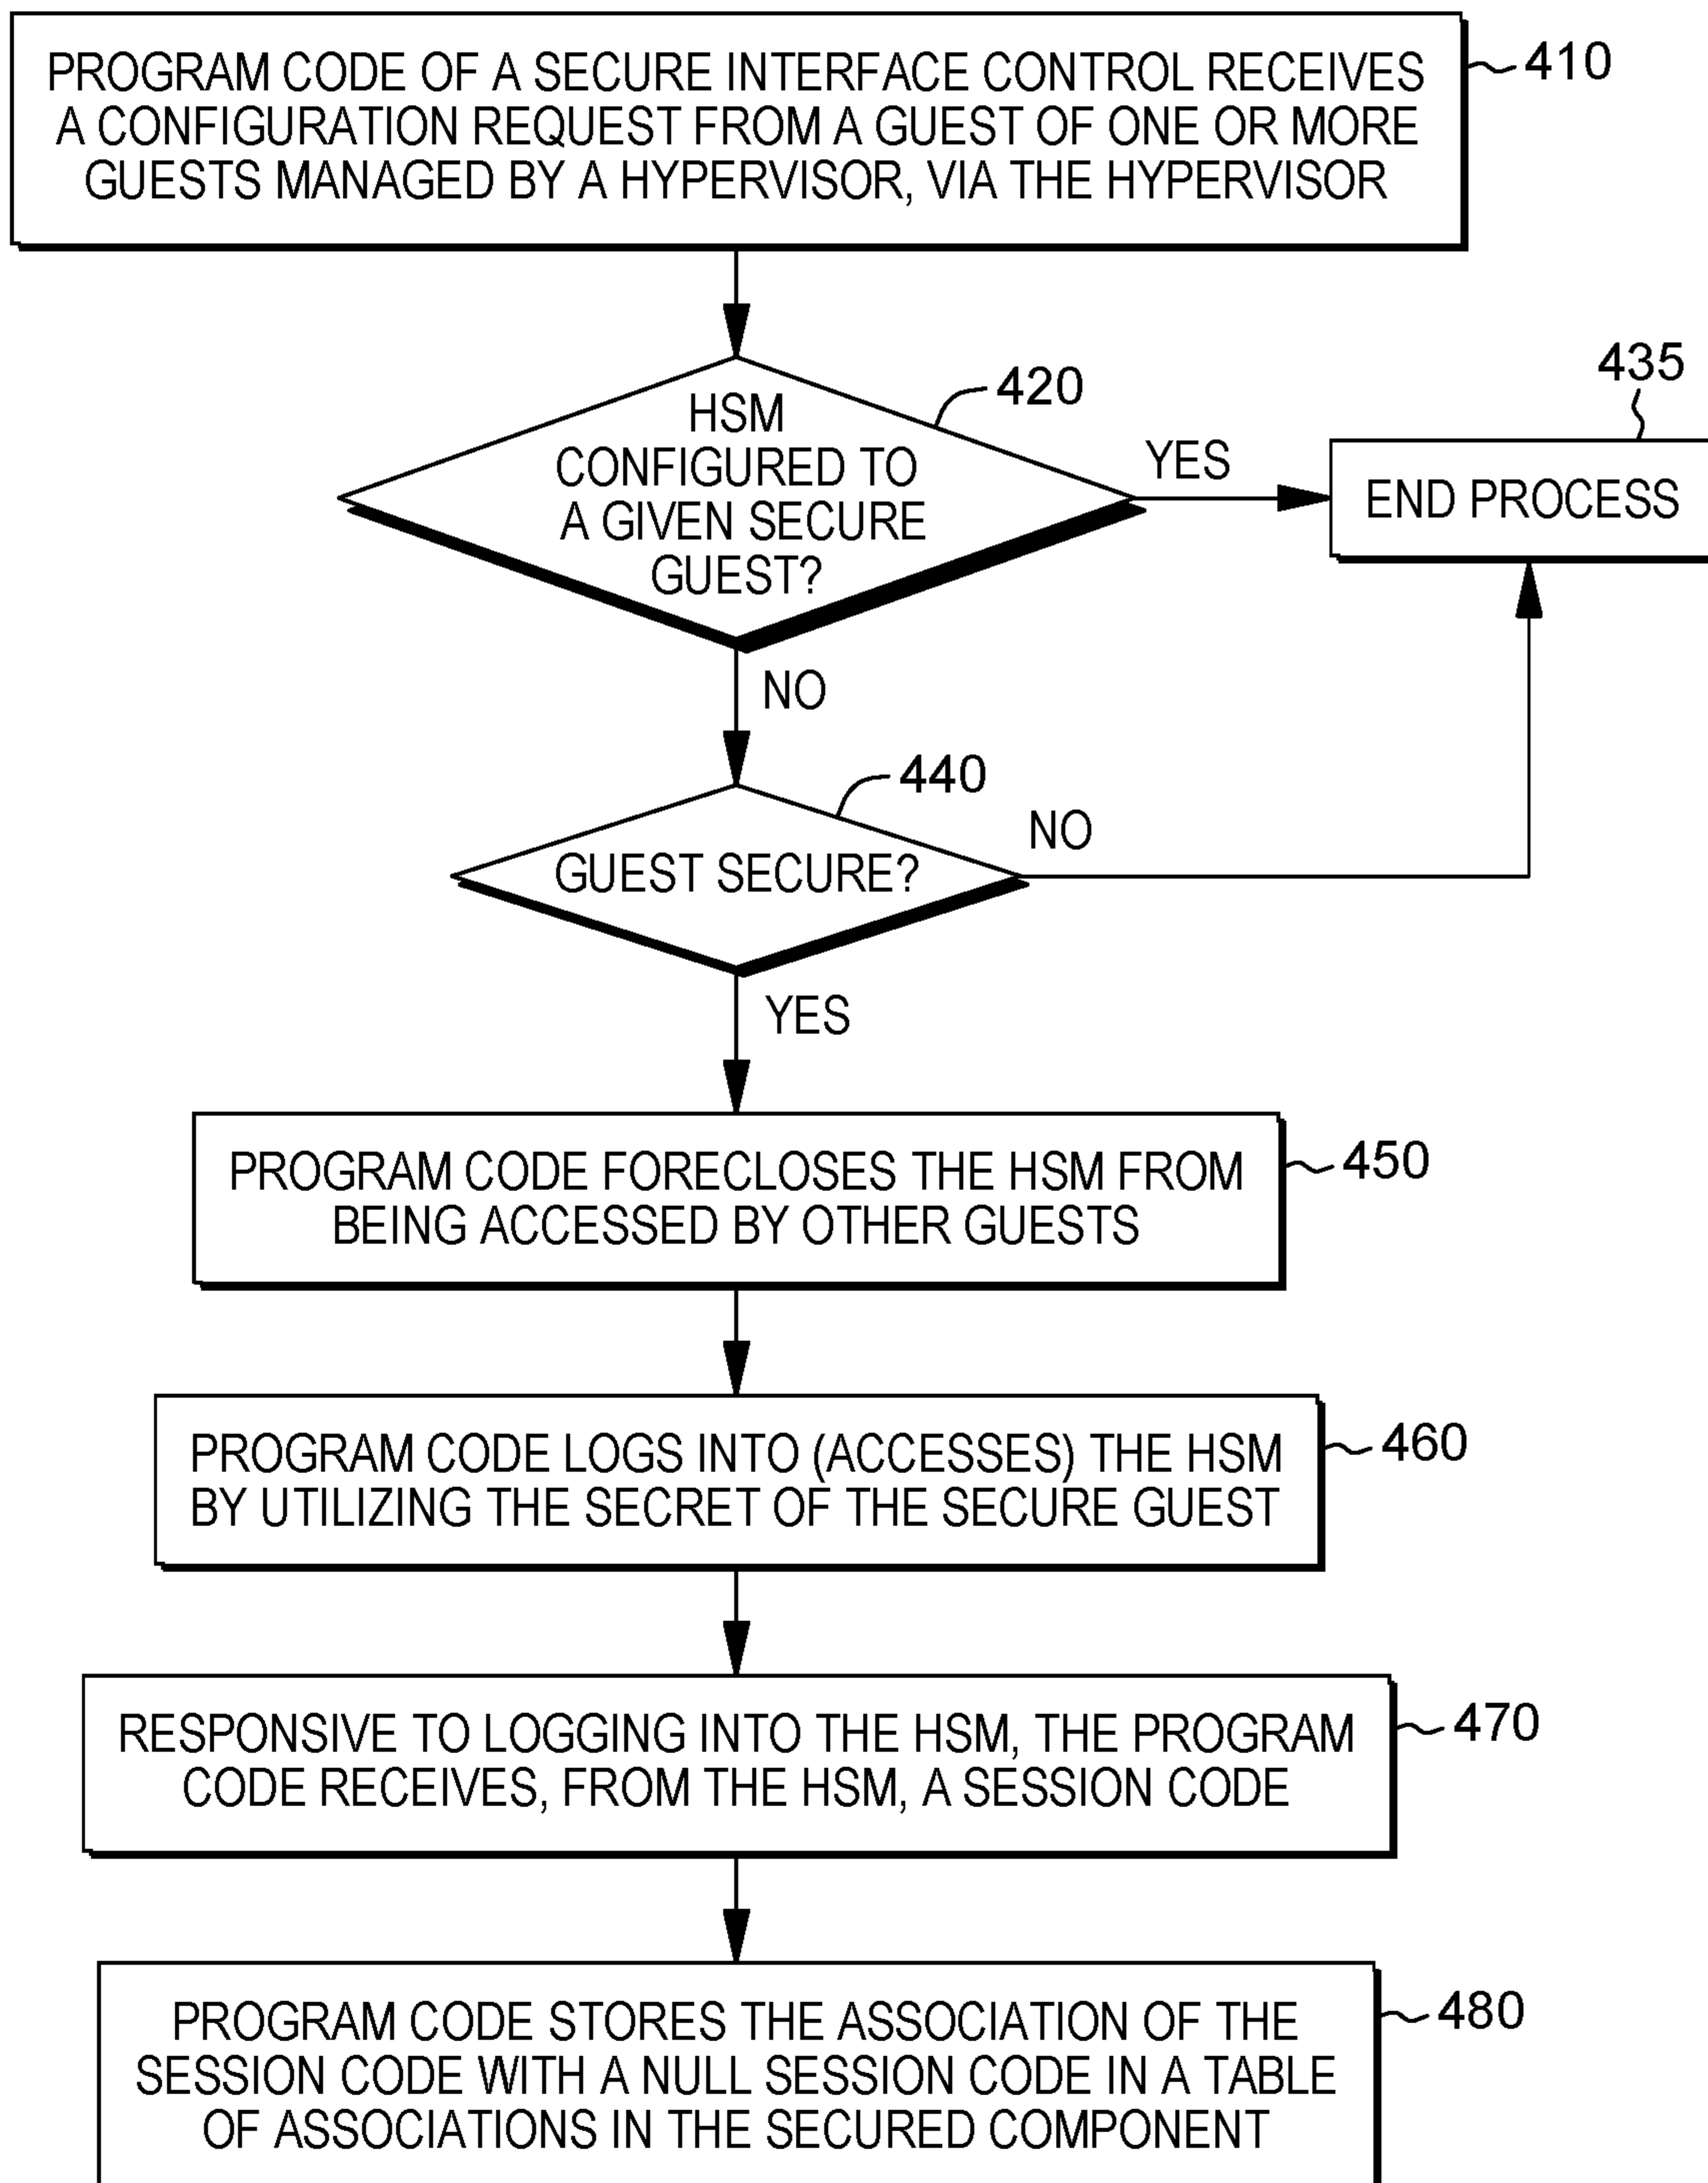 PROGRAM CODE OF A SECURE INTERFACE CONTROL RECEIVES
A CONFIGURATION REQUEST FROM A GUEST OF ONE OR MORE
GUESTS MANAGED BY A HYPERVISOR, VIA THE HYPERVISOR
410
HSM
CONFIGURED TO
A GIVEN SECURE
GUEST?
420
YES
435
END PROCESS
NO
GUEST SECURE?
440
NO
YES
PROGRAM CODE FORECLOSES THE HSM FROM
BEING ACCESSED BY OTHER GUESTS
450
PROGRAM CODE LOGS INTO (ACCESSES) THE HSM
BY UTILIZING THE SECRET OF THE SECURE GUEST
460
RESPONSIVE TO LOGGING INTO THE HSM, THE PROGRAM
CODE RECEIVES, FROM THE HSM, A SESSION CODE
470
PROGRAM CODE STORES THE ASSOCIATION OF THE
SESSION CODE WITH A NULL SESSION CODE IN A TABLE
OF ASSOCIATIONS IN THE SECURED COMPONENT
480